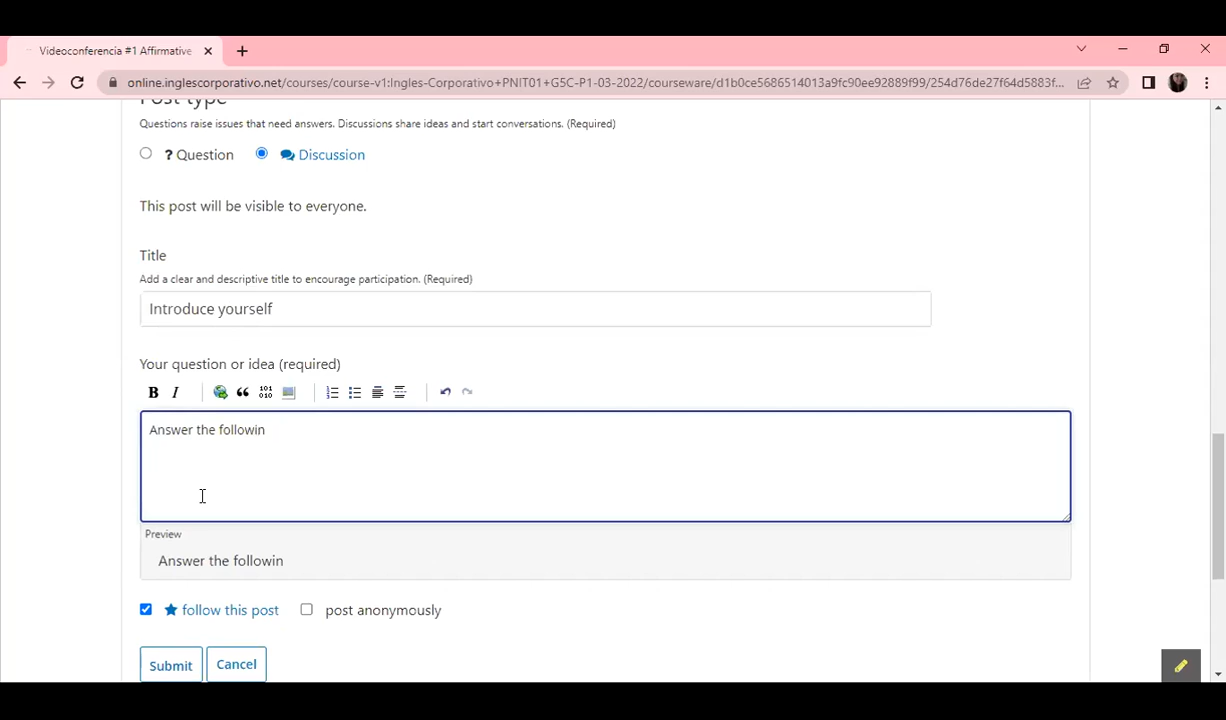 Videoconferencia #1 Affirmative
online.inglescorporativo.net/courses/course-v1:Ingles-Corporativo+PNIT01+G5C-P1-03-2022/courseware/d1b0ce5686514013a9fc90ee92889f99/254d76de27f64d5883f...
Post type
Questions raise issues that need answers. Discussions share ideas and start conversations. (Required)
? Question Discussion
This post will be visible to everyone.
Title
Add a clear and descriptive title to encourage participation. (Required)
Introduce yourself
Your question or idea (required)
B I
Answer the followin
Preview
Answer the followin
follow this post post anonymously
Submit Cancel